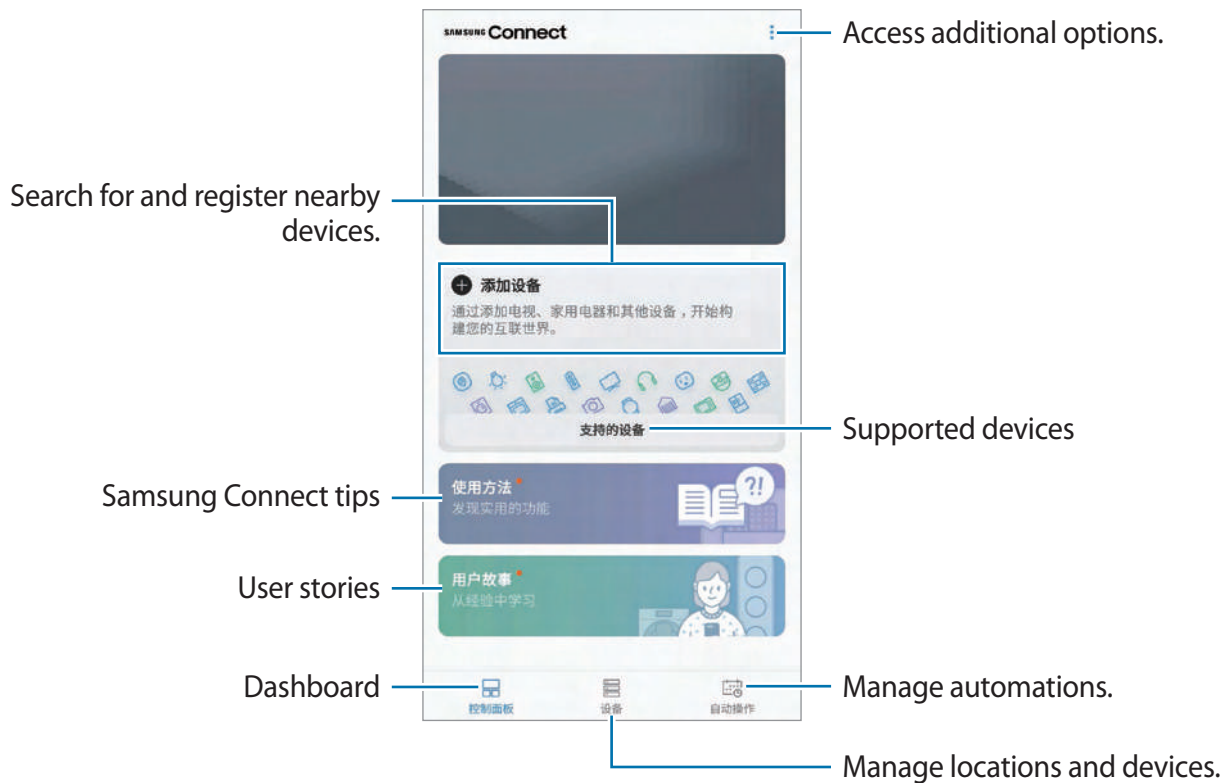 SAMSUNG Connect
Access additional options.
Search for and register nearby
devices.
添加设备
通过添加电视、家用电器和其他设备，开始构
建您的互联世界。
支持的设备
Supported devices
Samsung Connect tips
使用方法
发现实用的功能
?!
User stories
用户故事
从经验中学习
Dashboard
控制面板
设备
自动操作
Manage automations.
Manage locations and devices.